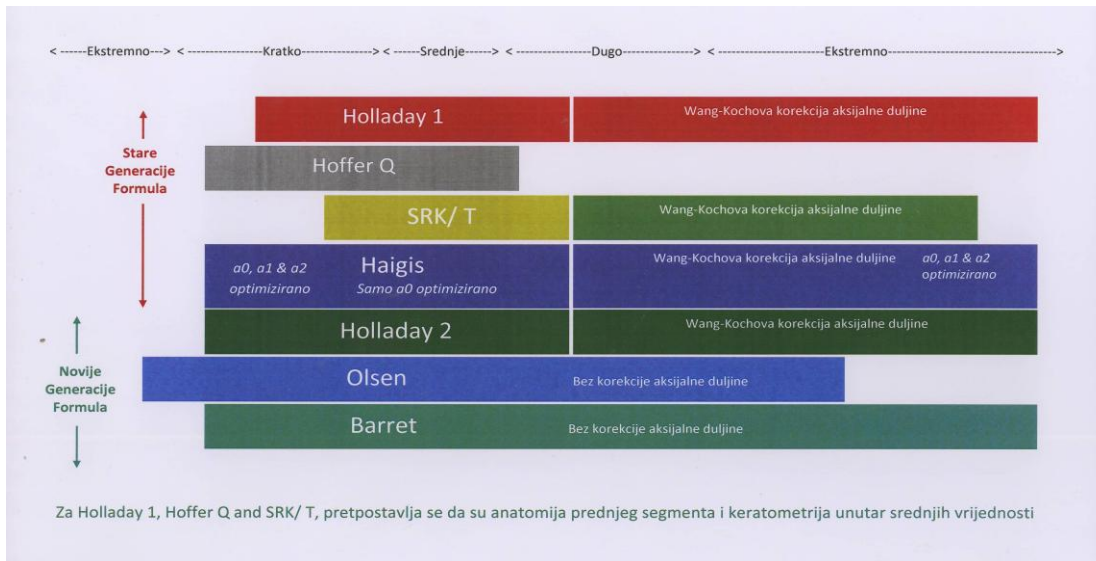 < ------Ekstremno---> < -----------------Kratko----------------> < ------Srednje------> < -----------------Dugo-----------------------> < --------------------------Ekstremno---------------------------------------------------->
Holladay 1 Wang-Kochova korekcija aksijalne duljine
Stare
Generacije
Formula
Hoffer Q
SRK/ T Wang-Kochova korekcija aksijalne duljine
a0, a1 & a2
optimizirano
Haigis
Samo a0 optimizirano
Wang-Kochova korekcija aksijalne duljine
a0, a1 & a2
optimizirano
Holladay 2 Wang-Kochova korekcija aksijalne duljine
Novije
Generacije
Formula
Olsen Bez korekcije aksijalne duljine
Barret Bez korekcije aksijalne duljine
Za Holladay 1, Hoffer Q and SRK/ T, pretpostavlja se da su anatomija prednjeg segmenta i keratometrija unutar srednjih vrijednosti